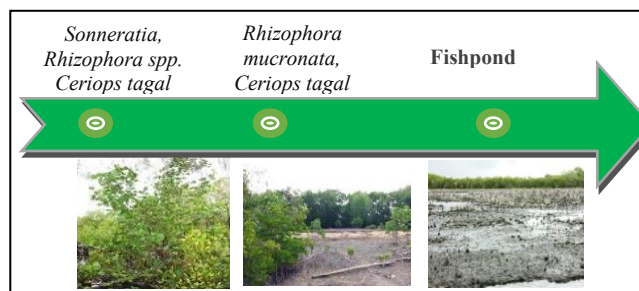 Sonneratia,
Rhizophora spp.
Ceriops tagal
Rhizophora
mucronata,
Ceriops tagal
Fishpond